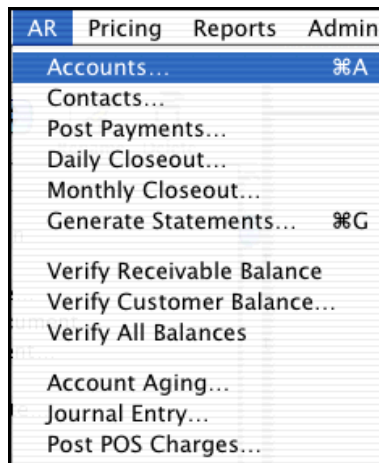 AR Pricing Reports Admin
Accounts… ⌘A
Contacts…
Post Payments…
Daily Closeout…
Monthly Closeout…
Generate Statements… ⌘G
Verify Receivable Balance
Verify Customer Balance…
Verify All Balances
Account Aging…
Journal Entry…
Post POS Charges…